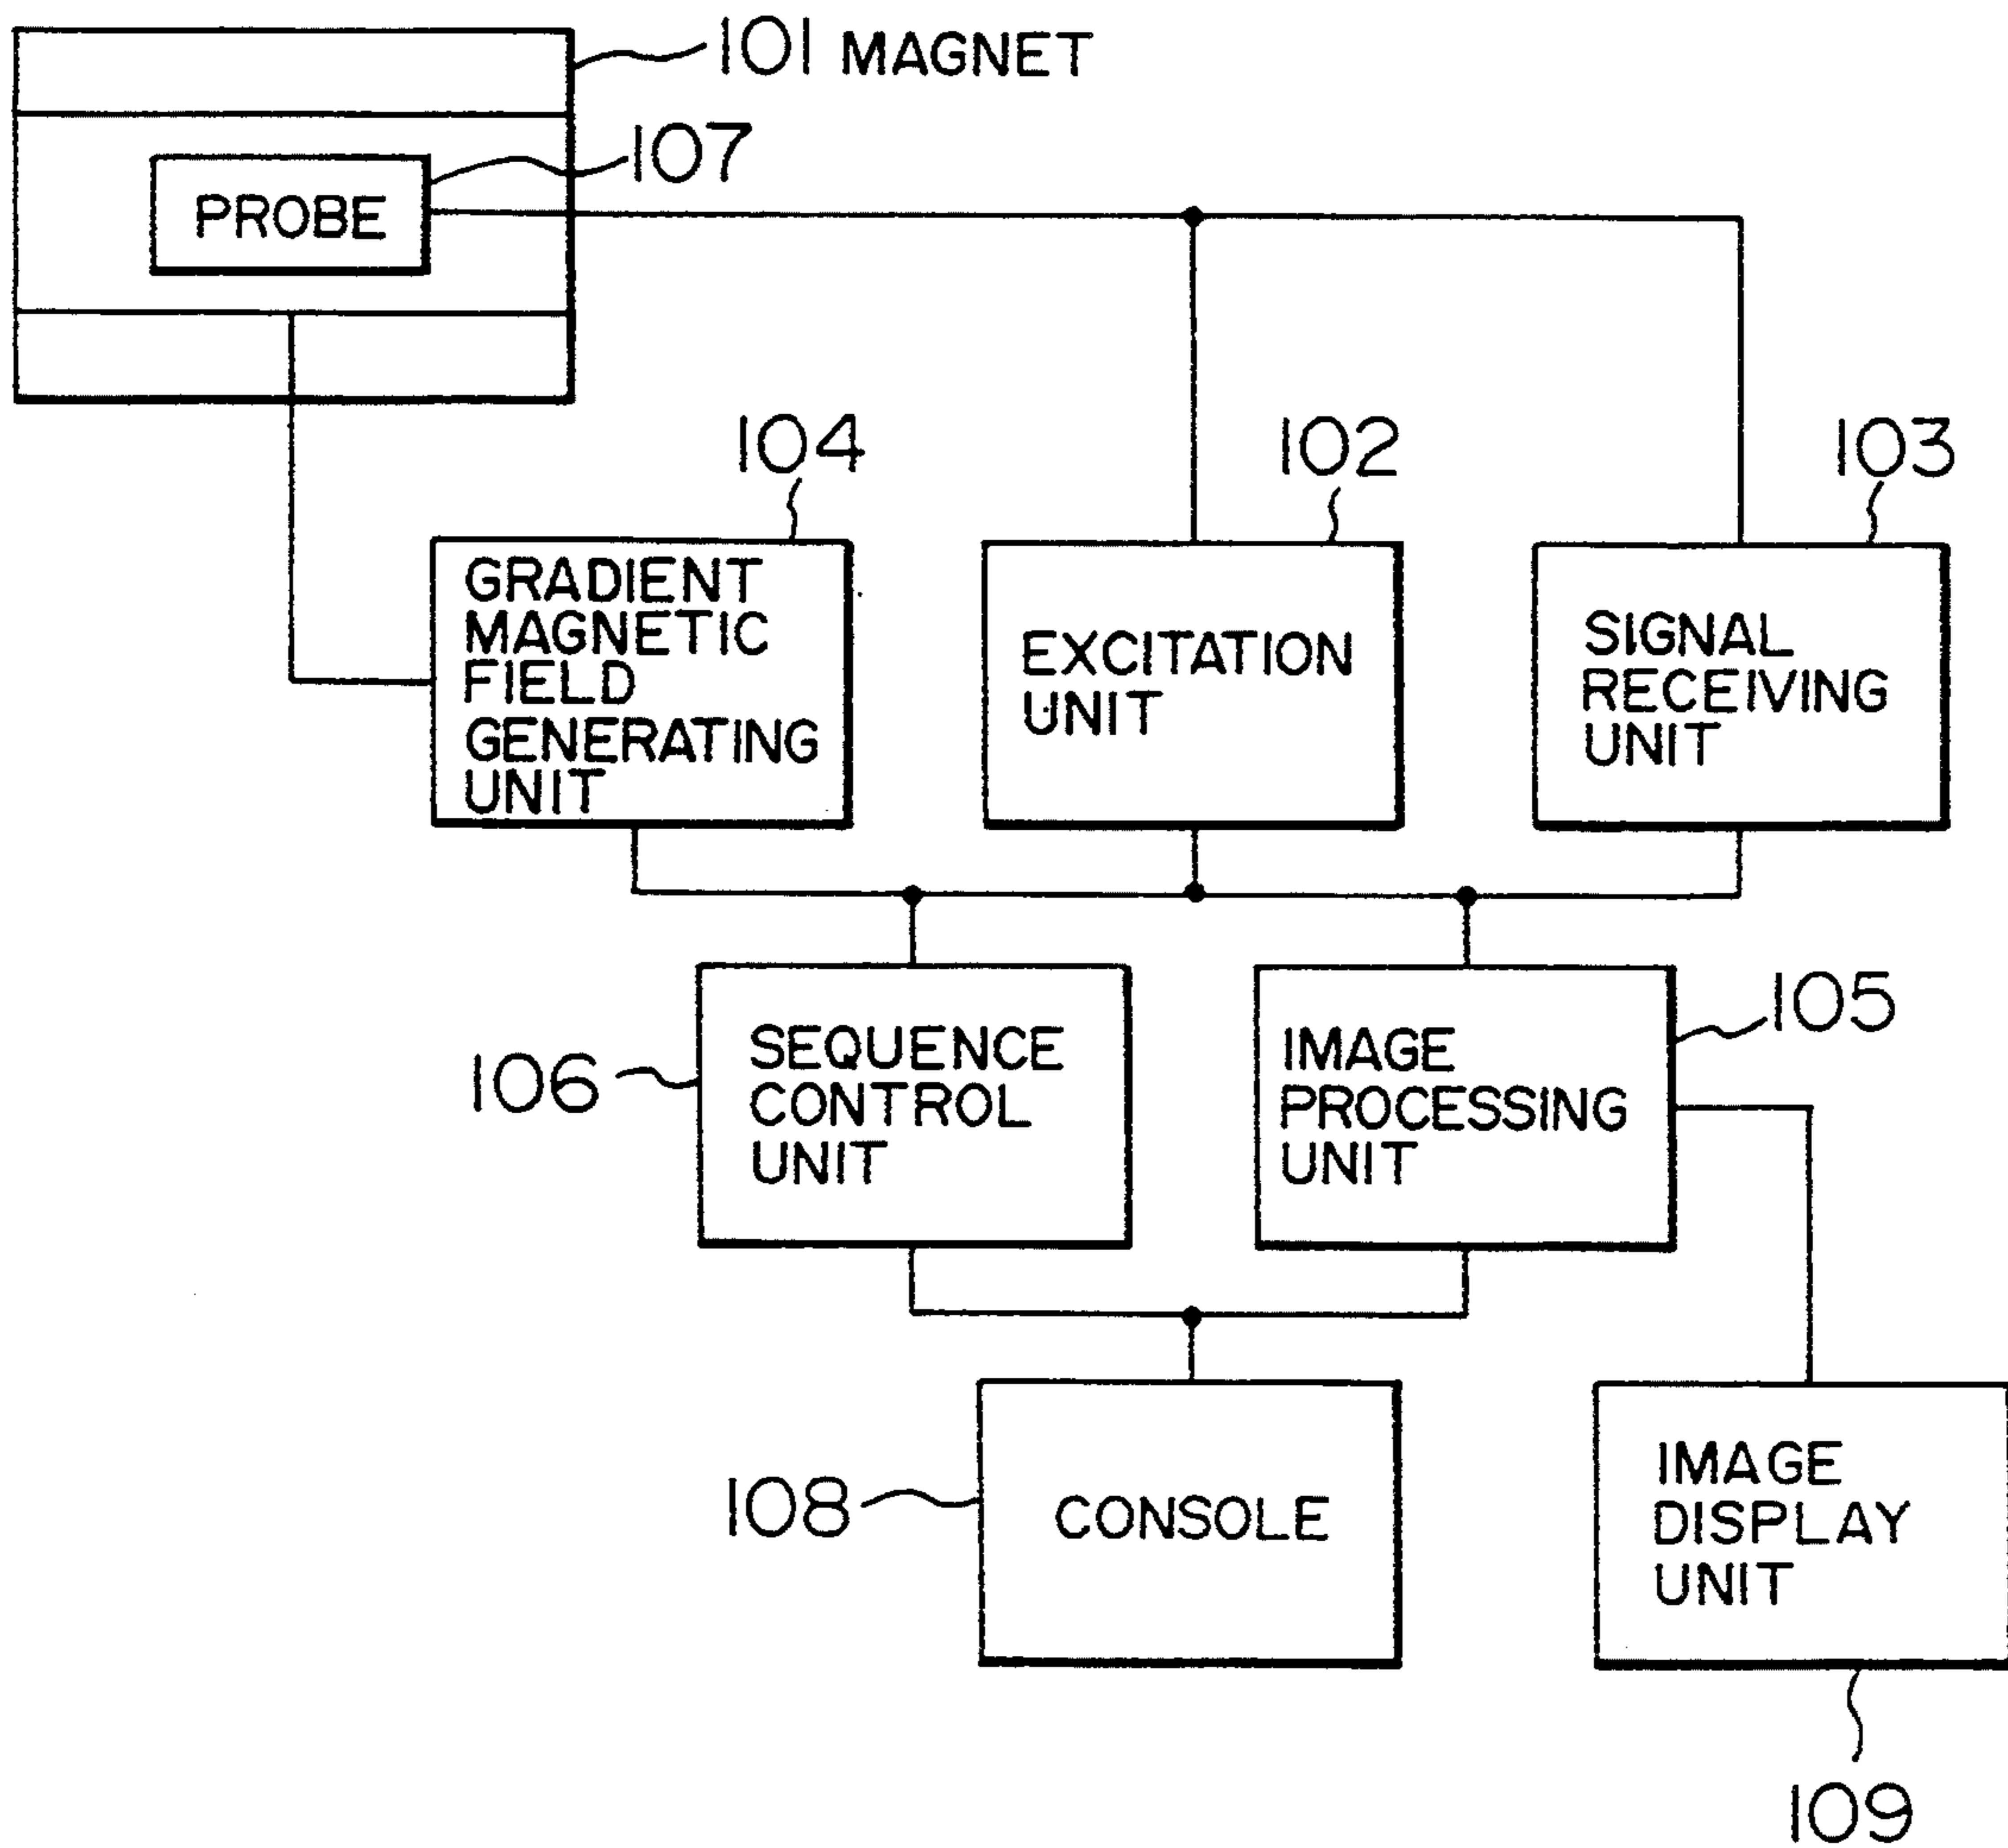 101 MAGNET
107
PROBE
104
102
103
GRADIENT
MAGNETIC
FIELD
GENERATING
UNIT
EXCITATION
UNIT
SIGNAL
RECEIVING
UNIT
106
SEQUENCE
CONTROL
UNIT
IMAGE
PROCESSING
UNIT
105
108
CONSOLE
IMAGE
DISPLAY
UNIT
109